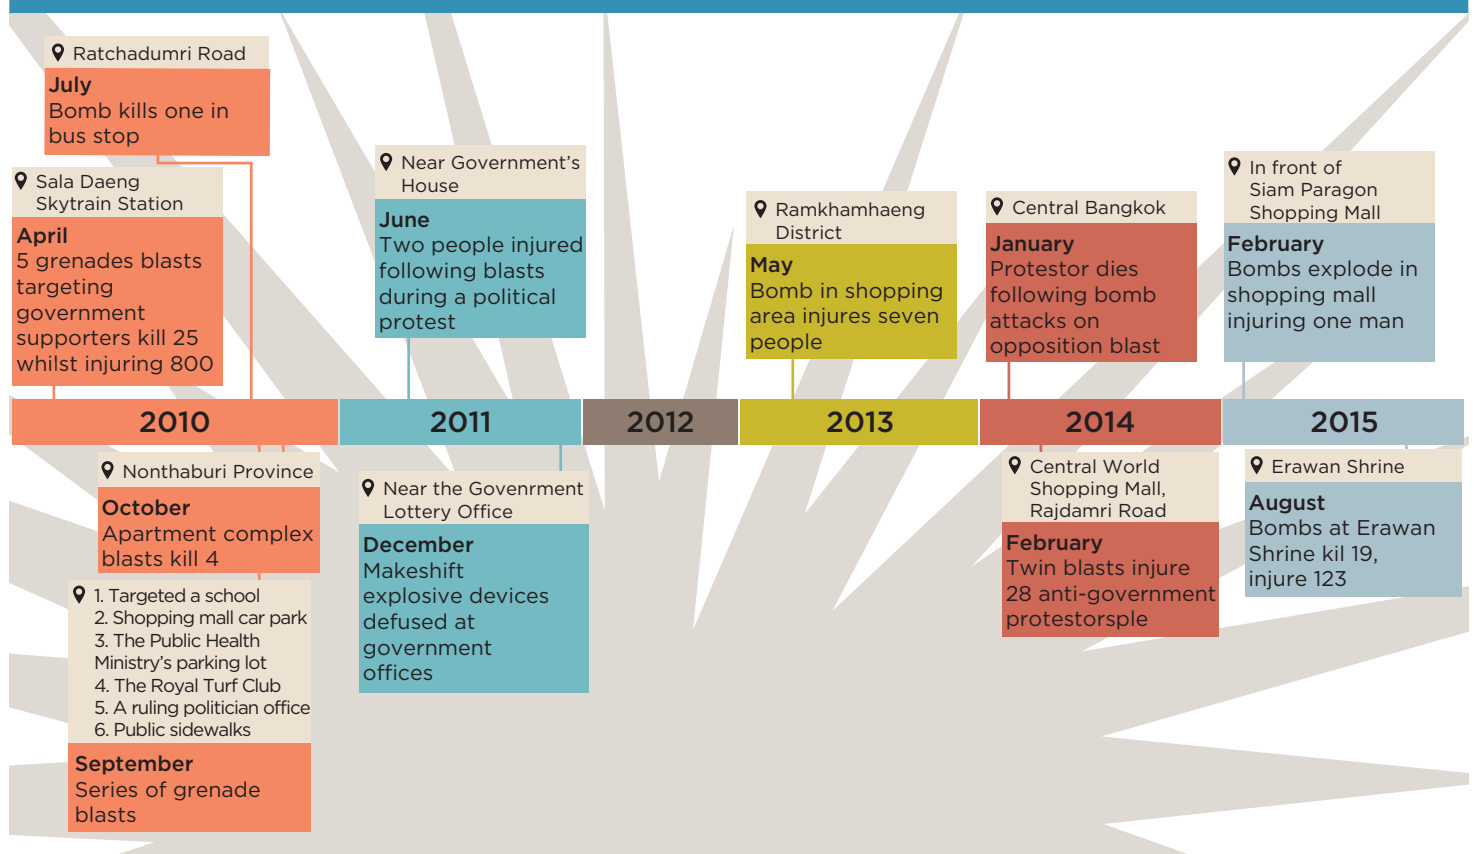 Ratchadumri Road
July
Bomb kills one in
bus stop
Sala Daeng
Skytrain Station
April
5 grenades blasts
targeting
government
supporters kill 25
whilst injuring 800
Near Government's
House
June
Two people injured
following blasts
during a political
protest
Ramkhamhaeng
District
May
Bomb in shopping
area injures seven
people
Central Bangkok
January
Protestor dies
following bomb
attacks on
opposition blast
In front of
Siam Paragon
Shopping Mall
February
Bombs explode in
shopping mall
injuring one man
2010
2011
2012
2013
2014
2015
Nonthaburi Province
October
Apartment complex
blasts kill 4
1. Targeted a school
2. Shopping mall car park
3. The Public Health
Ministry's parking lot
4. The Royal Turf Club
5. A ruling politician office
6. Public sidewalks
September
Series of grenade
blasts
Near the Govenrment
Lottery Office
December
Makeshift
explosive devices
defused at
government
offices
Central World
Shopping Mall,
Rajdamri Road
February
Twin blasts injure
28 anti-government
protestorsple
Erawan Shrine
August
Bombs at Erawan
Shrine kil 19,
injure 123